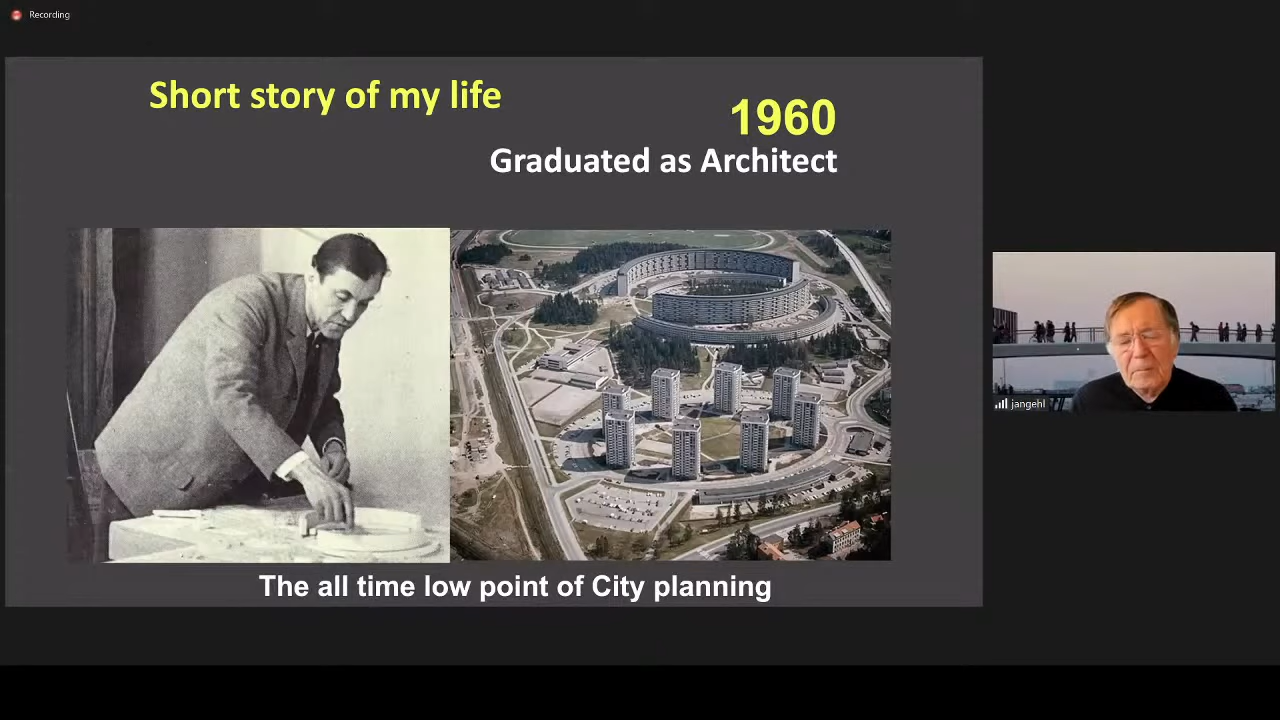 Recording
Short story of my life
1960
Graduated as Architect
jangehl
The all time low point of City planning